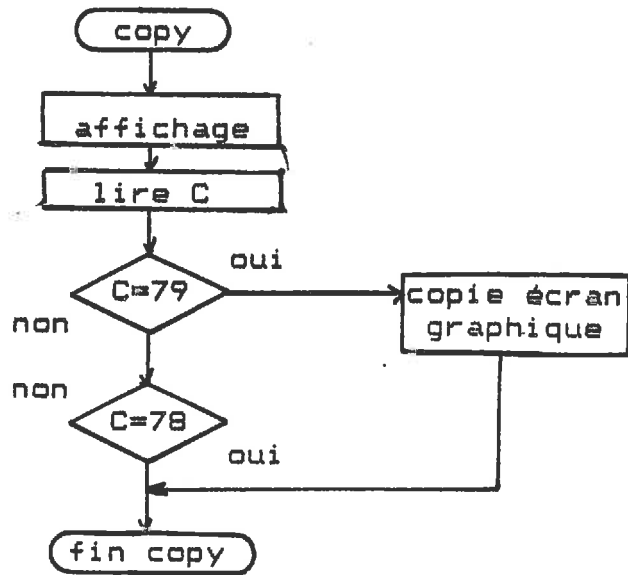 copy
affichage
lire C
oui
C=79
copie écran
graphique
non
non
C=78
oui
fin copy